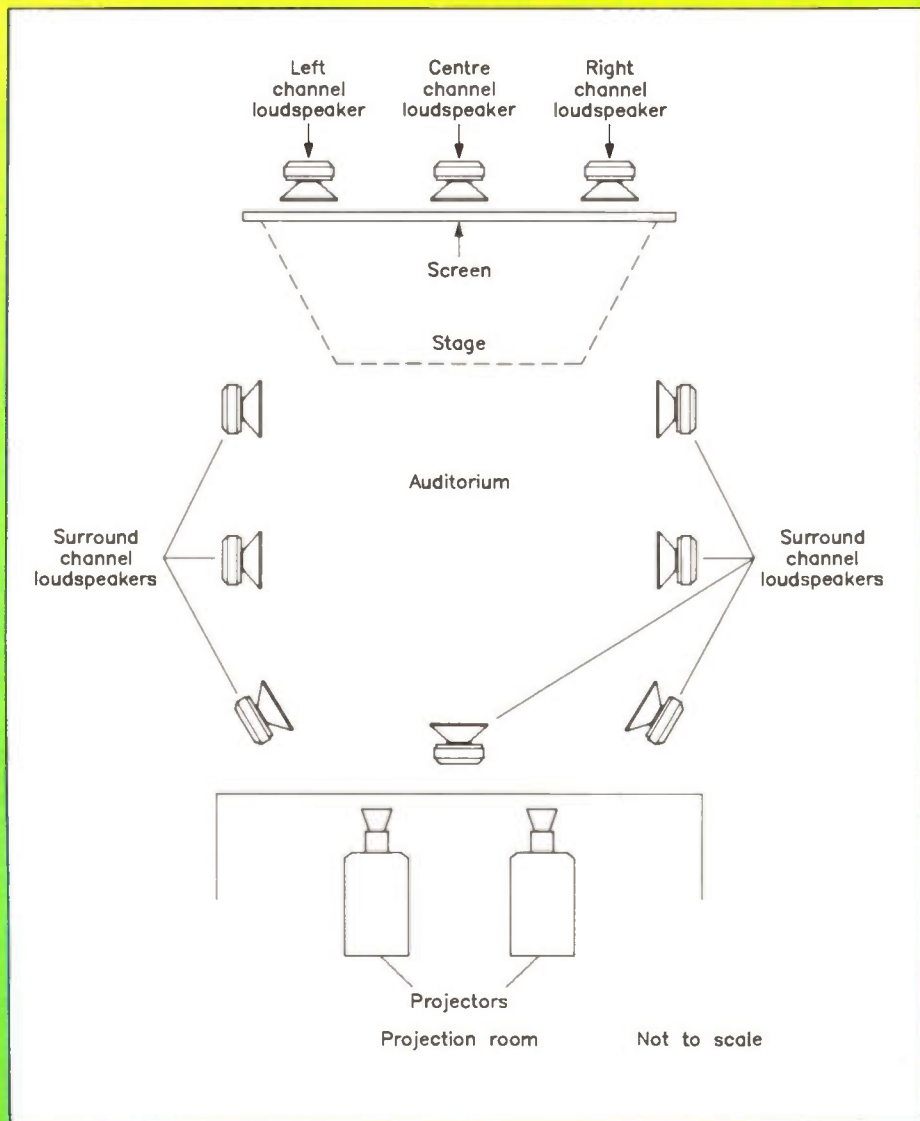 Left
channel
loudspeaker
Centre
channel
loudspeaker
Right
channel
loudspeaker
Screen
Stage
Auditorium
Surround
channel
loudspeakers
Surround
channel
loudspeakers
Projectors
Projection room
Not to scale